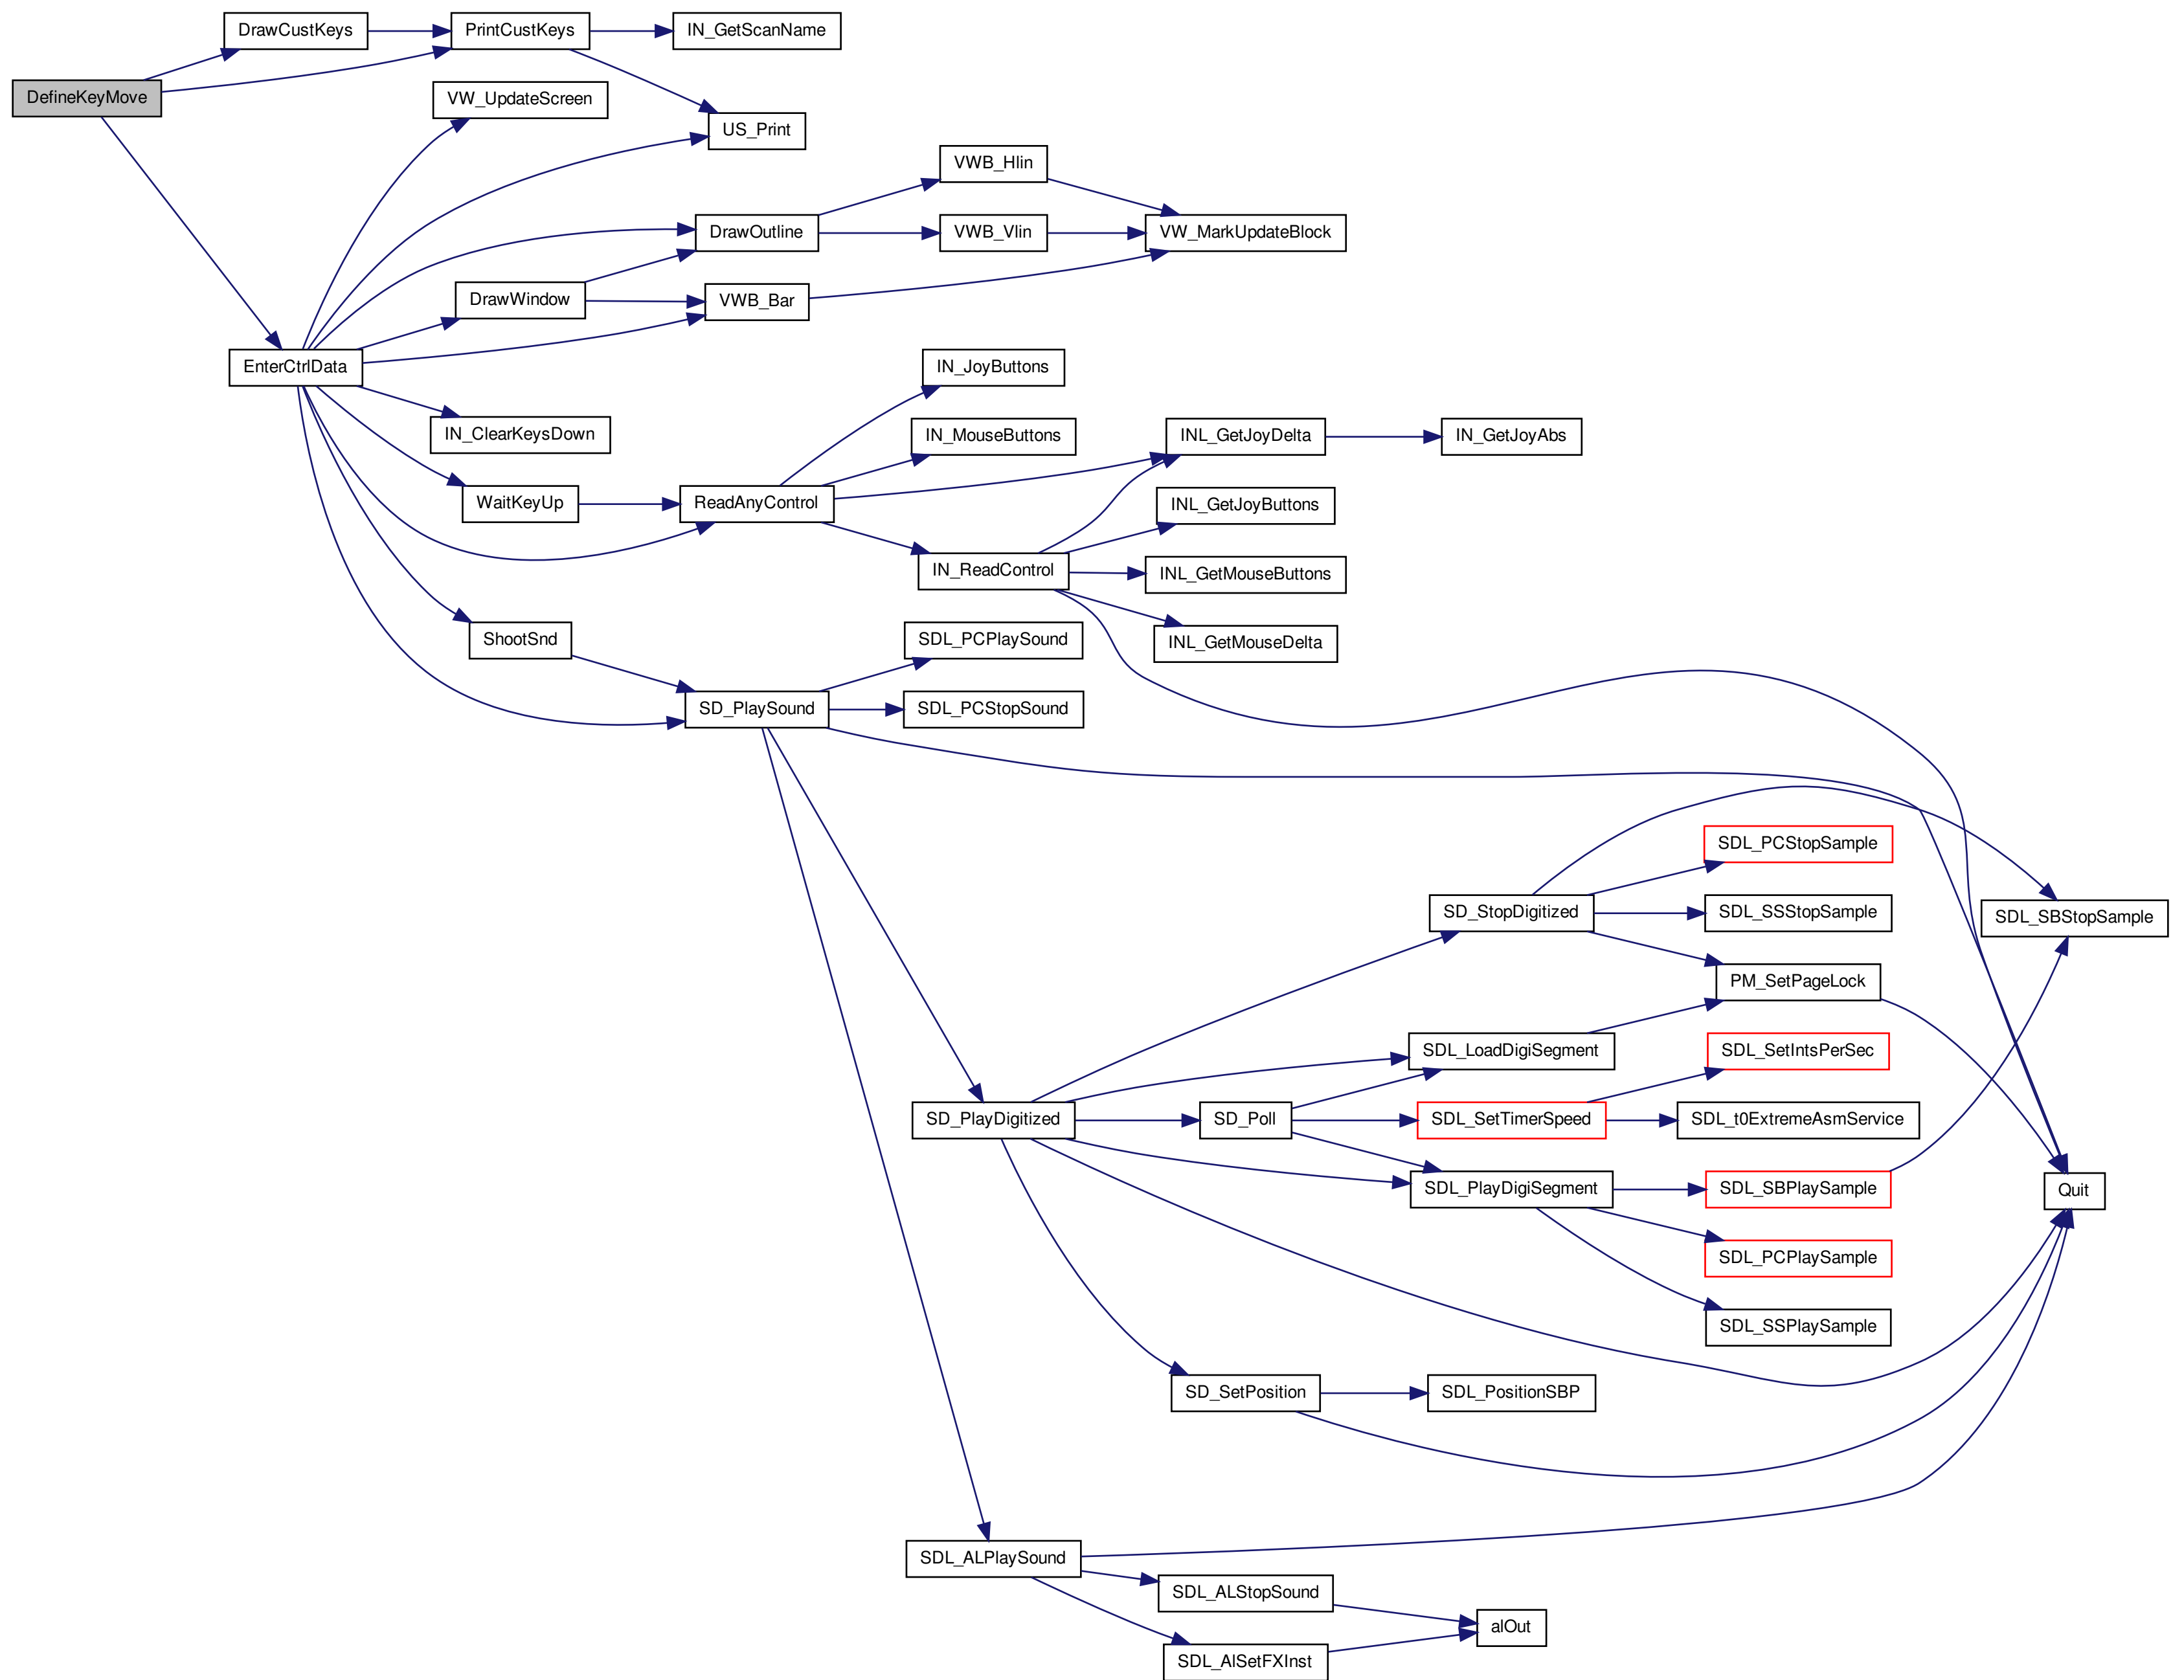 DrawCustKeys
PrintCustKeys
IN_GetScanName
DefineKeyMove
VW_UpdateScreen
US_Print
VWB_Hlin
DrawOutline
VWB_Vlin
VW_MarkUpdateBlock
DrawWindow
VWB_Bar
EnterCtrlData
IN_JoyButtons
IN_ClearKeysDown
IN_MouseButtons
INL_GetJoyDelta
IN_GetJoyAbs
WaitKeyUp
ReadAnyControl
INL_GetJoyButtons
IN_ReadControl
INL_GetMouseButtons
ShootSnd
SDL_PCPlaySound
INL_GetMouseDelta
SD_PlaySound
SDL_PCStopSound
SDL_PCStopSample
SD_StopDigitized
SDL_SSStopSample
SDL_SBStopSample
PM_SetPageLock
SDL_LoadDigiSegment
SDL_SetIntsPerSec
SD_PlayDigitized
SD_Poll
SDL_SetTimerSpeed
SDL_t0ExtremeAsmService
SDL_PlayDigiSegment
SDL_SBPlaySample
Quit
SDL_PCPlaySample
SDL_SSPlaySample
SD_SetPosition
SDL_PositionSBP
SDL_ALPlaySound
SDL_ALStopSound
alOut
SDL_AlSetFXInst